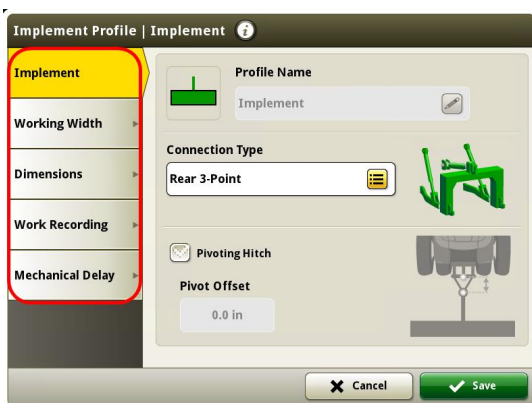 Implement Profile | Implement i
Implement
Profile Name
Implement
Working Width
Connection Type
Dimensions
Rear 3-Point
Work Recording
Pivoting Hitch
Mechanical Delay
Pivot Offset
0.0 in
Cancel
Save